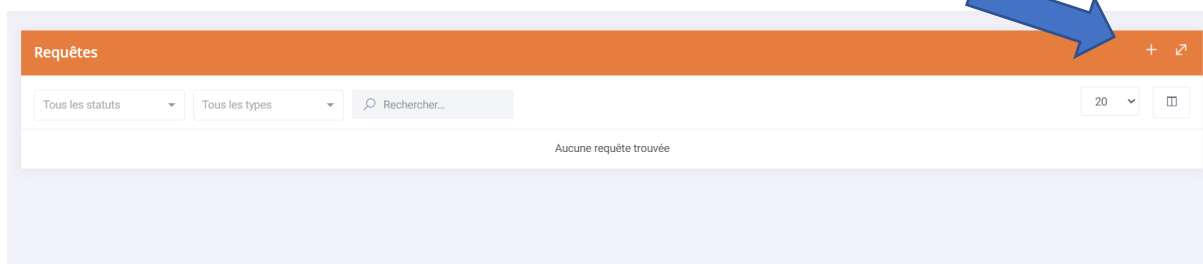 Requêtes
Tous les statuts
Tous les types
Rechercher...
20
Aucune requête trouvée